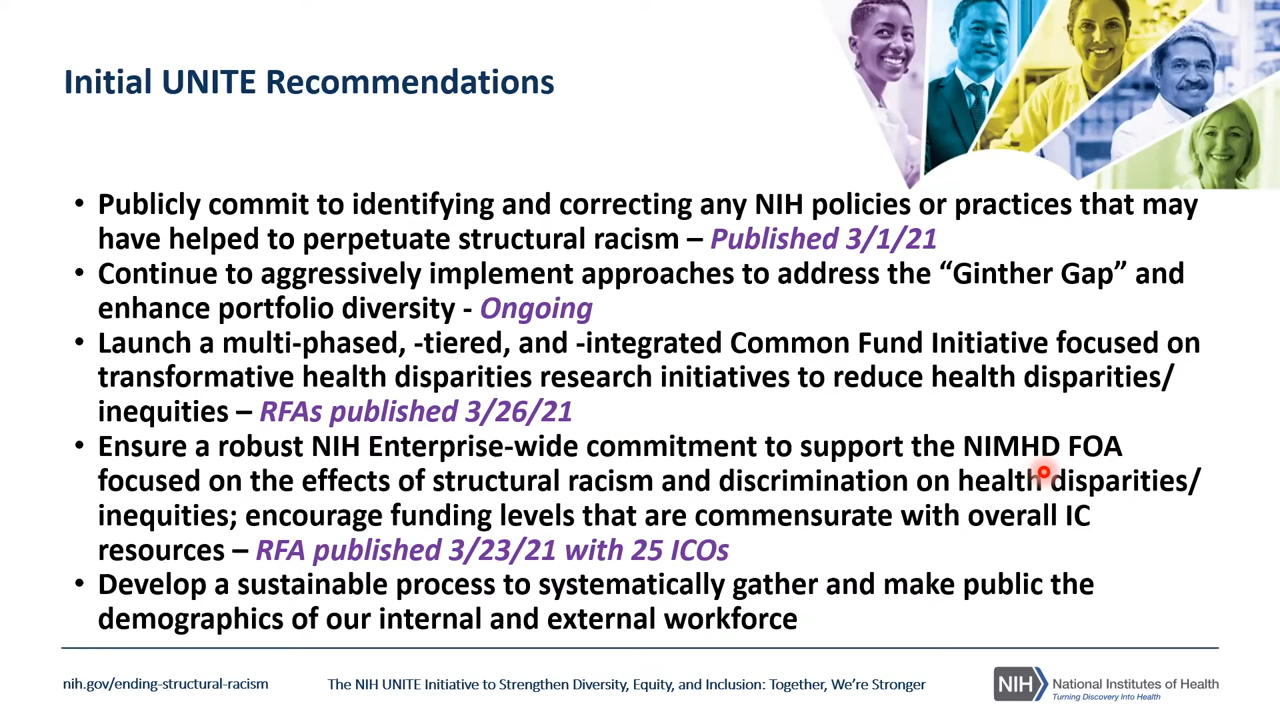 Initial UNITE Recommendations
• Publicly commit to identifying and correcting any NIH policies or practices that may
have helped to perpetuate structural racism – Published 3/1/21
• Continue to aggressively implement approaches to address the “Ginther Gap” and
enhance portfolio diversity - Ongoing
• Launch a multi-phased, -tiered, and -integrated Common Fund Initiative focused on
transformative health disparities research initiatives to reduce health disparities/
inequities – RFAs published 3/26/21
• Ensure a robust NIH Enterprise-wide commitment to support the NIMHD FOA
focused on the effects of structural racism and discrimination on health disparities/
inequities; encourage funding levels that are commensurate with overall IC
resources – RFA published 3/23/21 with 25 ICOs
• Develop a sustainable process to systematically gather and make public the
demographics of our internal and external workforce
nih.gov/ending-structural-racism
The NIH UNITE Initiative to Strengthen Diversity, Equity, and Inclusion: Together, We’re Stronger
NIH National Institutes of Health
Turning Discovery Into Health